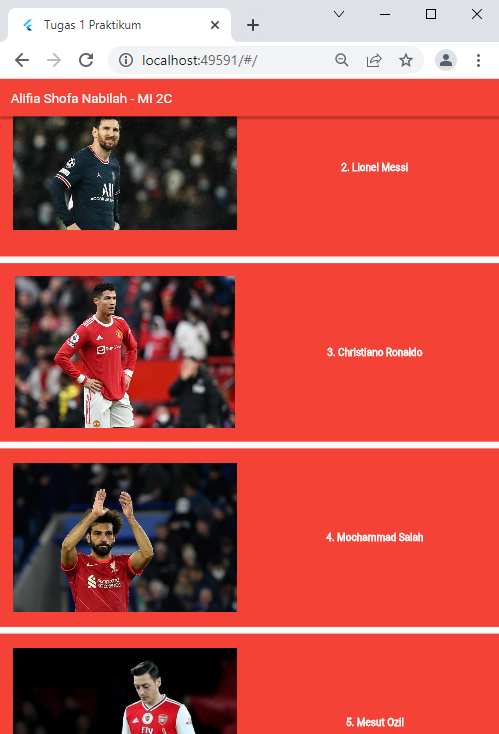 Tugas 1 Praktikum
localhost:49591/#/
Alifia Shofa Nabilah - MI 2C
2. Lionel Messi
3. Christiano Ronaldo
4. Mochammad Salah
5. Mesut Ozil